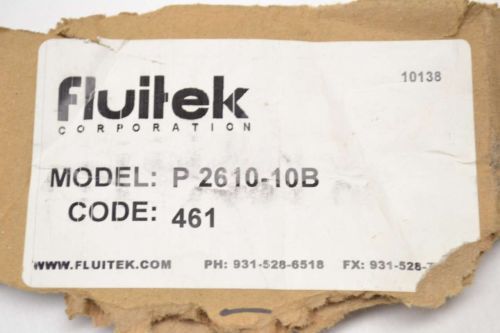 fluitek
CORPORATION
10138
MODEL: P 2610-10B
CODE: 461
WWW.FLUITEK.COM PH: 931-528-6518 FX: 931-528-